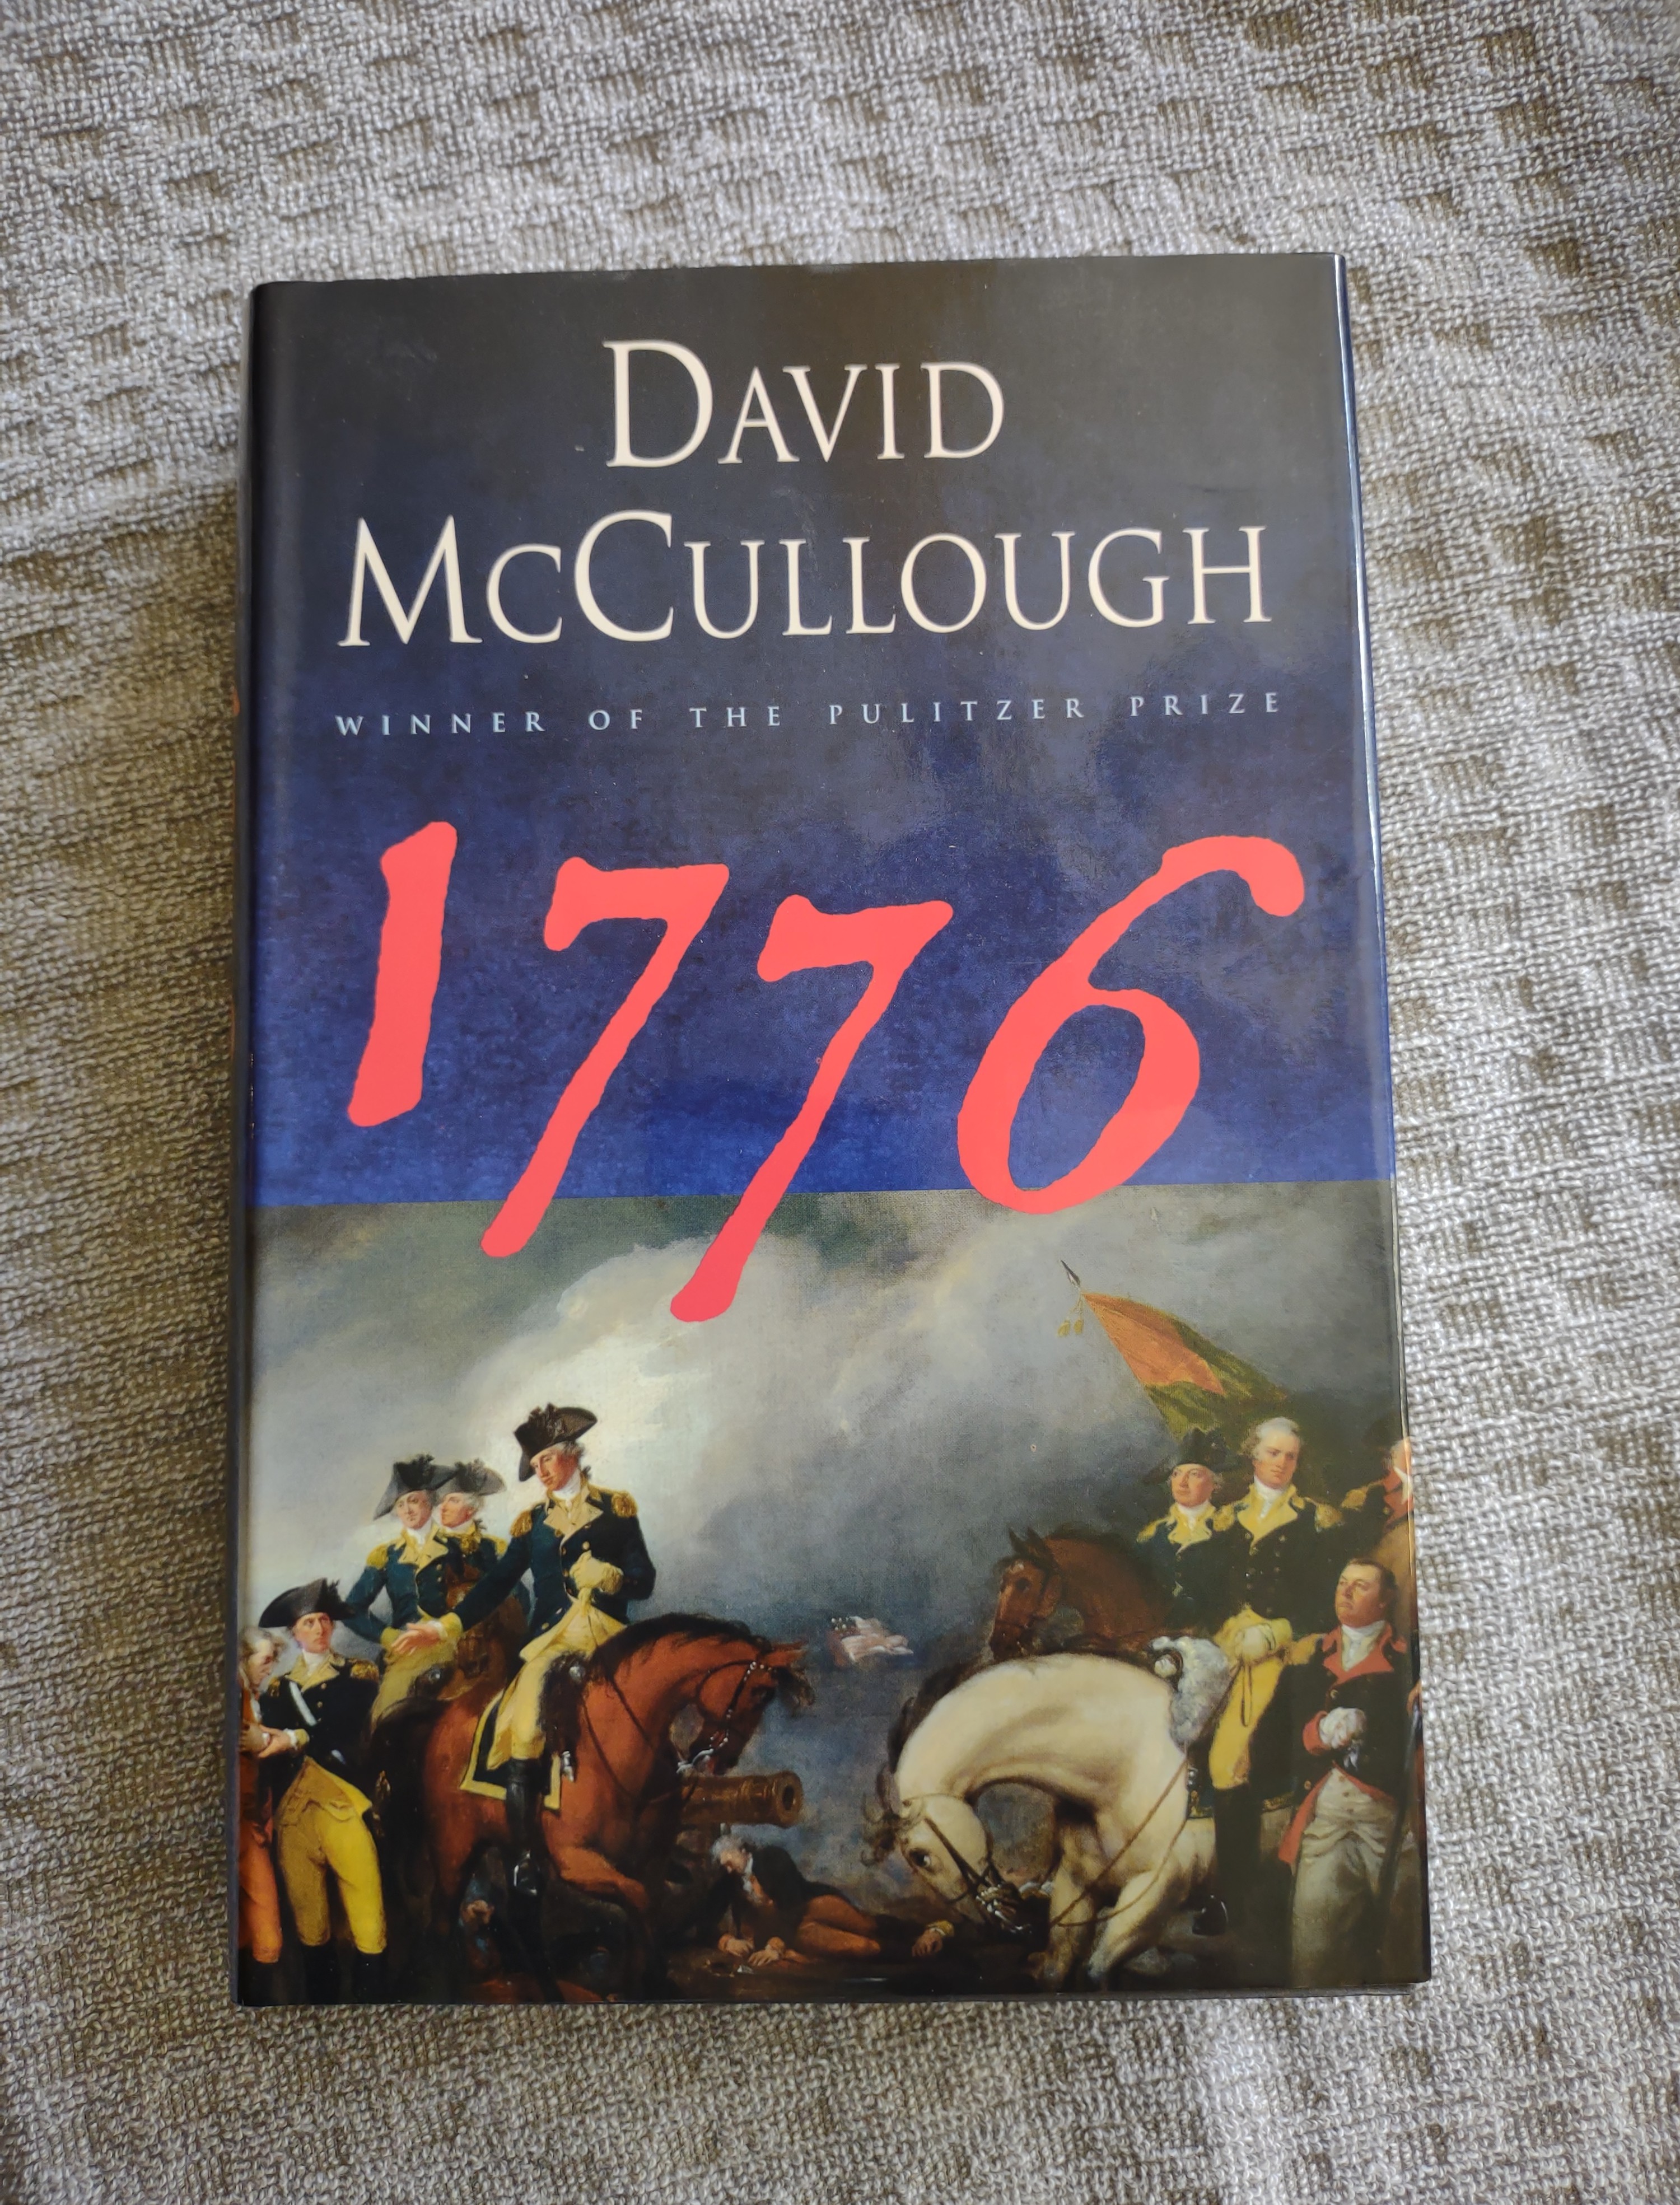 DAVID
MCCULLOUGH
WINNER OF THE PULITZER PRIZE
1776